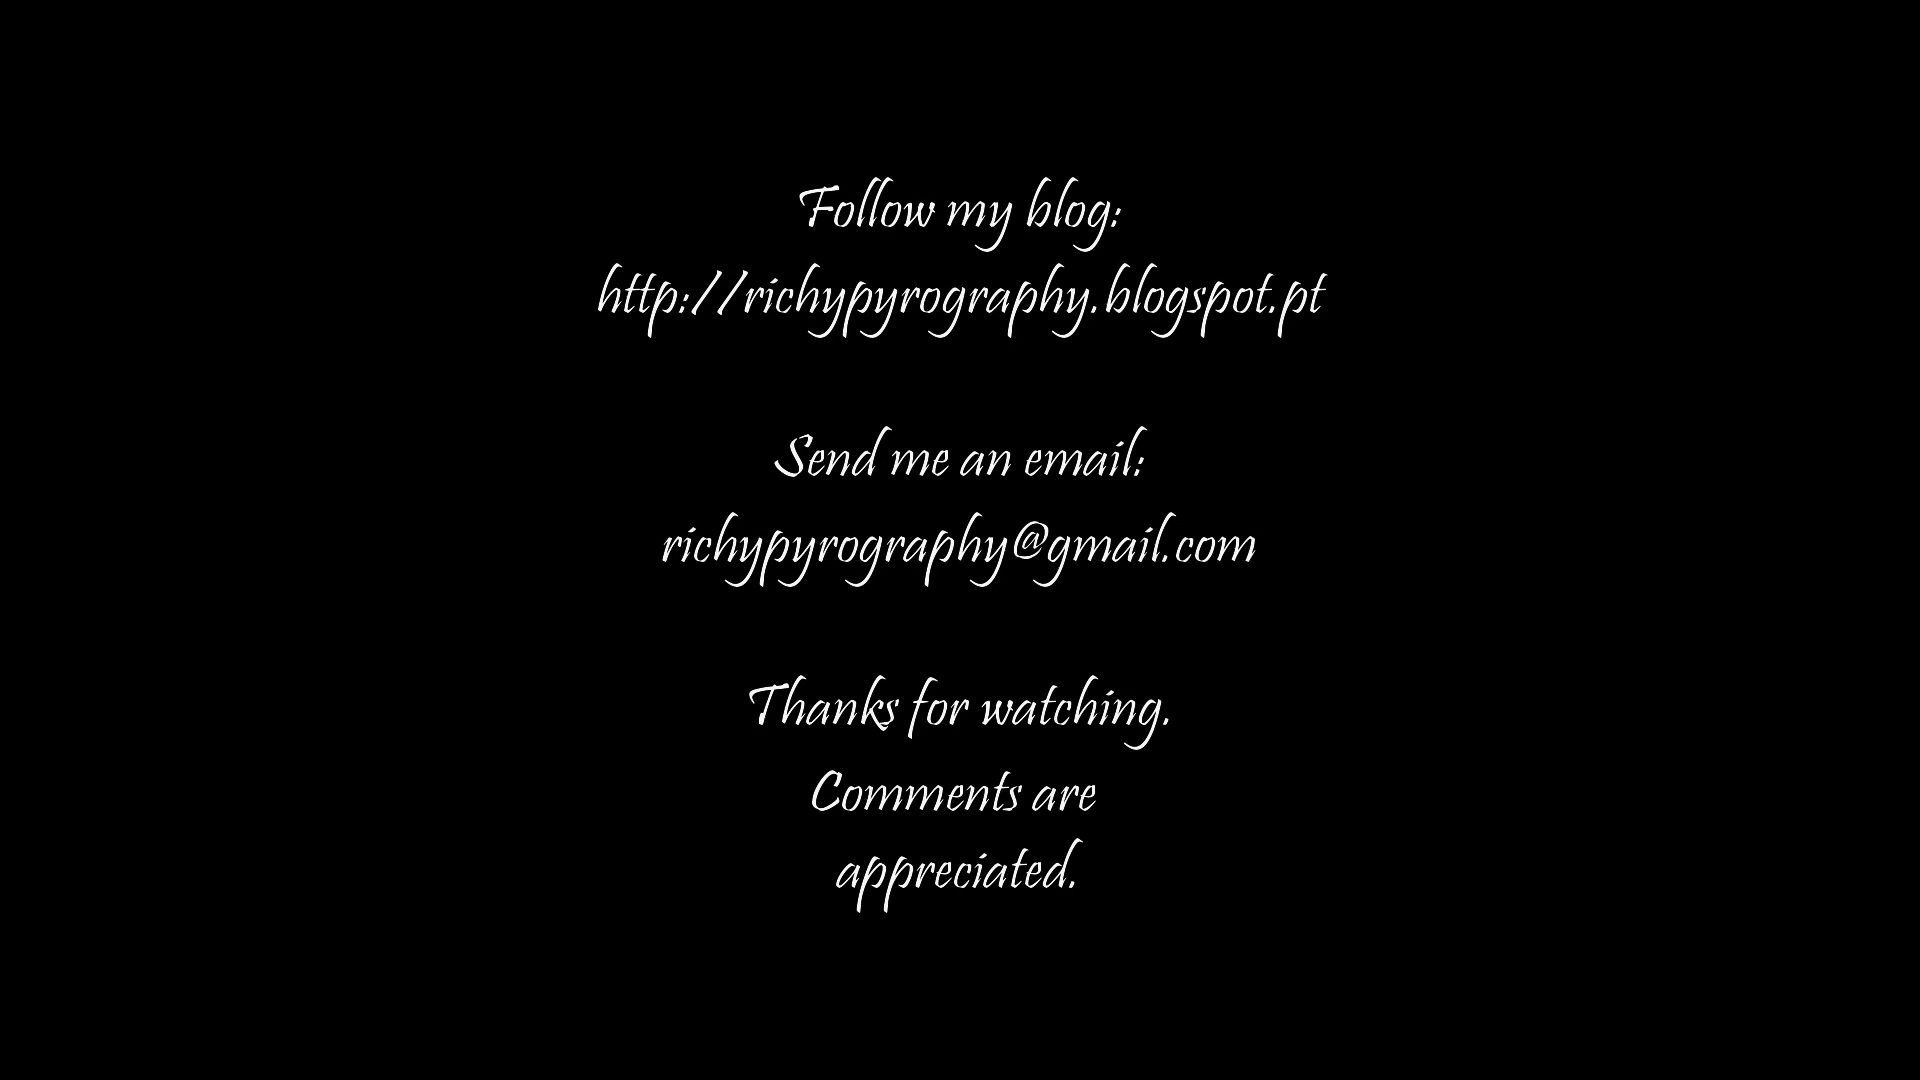 Follow my blog:
http://richypyrography.blogspot.pt
Send me an email:
richypyrography@gmail.com
Thanks for watching.
Comments are
appreciated.